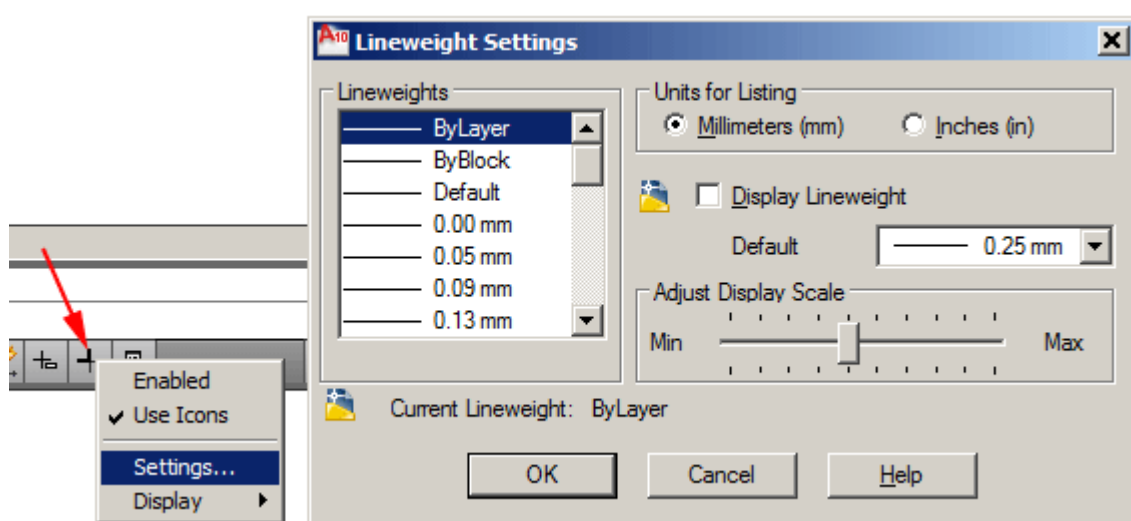 A10 Lineweight Settings
Lineweights
ByLayer
ByBlock
Default
0.00 mm
0.05 mm
0.09 mm
0.13 mm
Units for Listing
Millimeters (mm) Inches (in)
Display Lineweight
Default 0.25 mm
Adjust Display Scale
Min Max
Current Lineweight: ByLayer
OK Cancel Help
Enabled
Use Icons
Settings...
Display